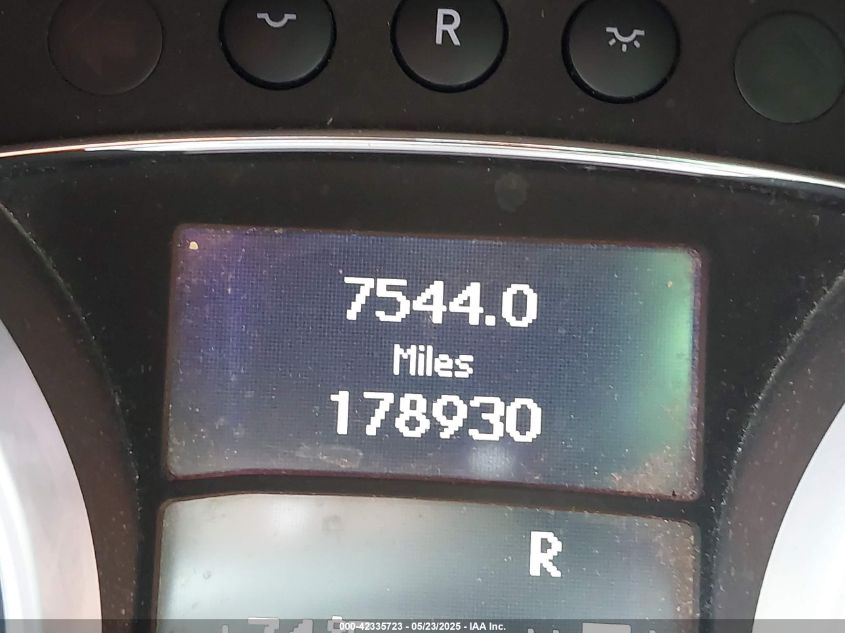 R
7544.0
Miles
178930
R
000-42335723 - 05/23/2025 - IAA Inc.